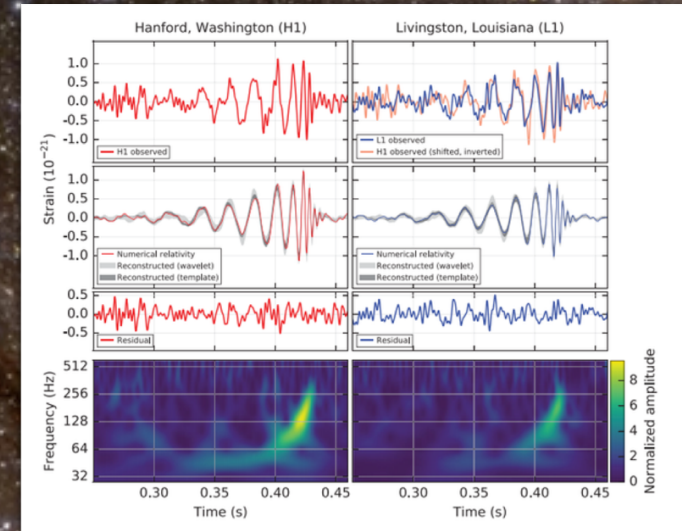 Hanford, Washington (H1)
Livingston, Louisiana (L1)
1.0
0.5
0.0
-0.5
-1.0
H1 observed
L1 observed
H1 observed (shifted, inverted)
Strain (10⁻²¹)
1.0
0.5
0.0
-0.5
-1.0
Numerical relativity
Reconstructed (wavelet)
Reconstructed (template)
Numerical relativity
Reconstructed (wavelet)
Reconstructed (template)
0.5
0.0
-0.5
Residual
Residual
Frequency (Hz)
512
256
128
64
32
8
6
4
2
0
Normalized amplitude
0.30
0.35
0.40
0.45
0.30
0.35
0.40
0.45
Time (s)
Time (s)